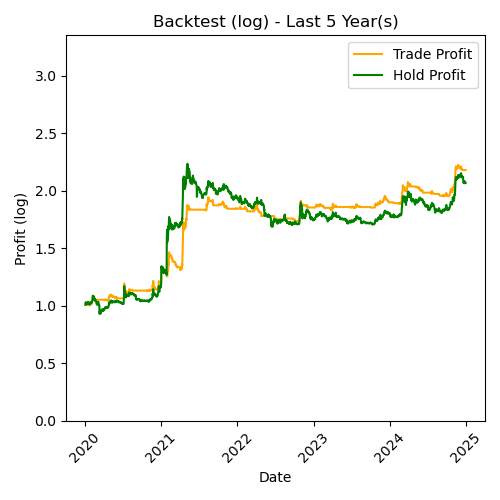 Backtest (log) - Last 5 Year(s)
Trade Profit
Hold Profit
Profit (log)
3.0
2.5
2.0
1.5
1.0
0.5
0.0
2020
2021
2022
2023
2024
2025
Date